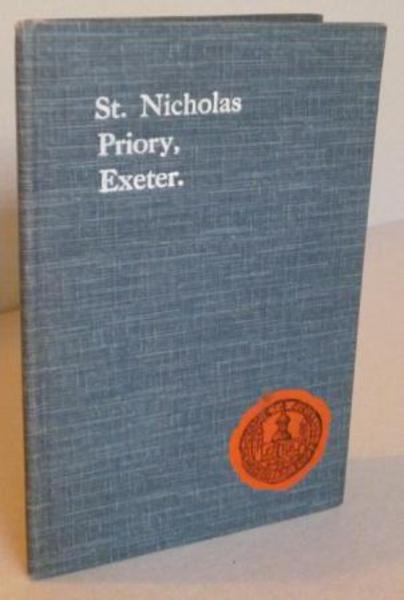 St. Nicholas
Priory,
Exeter.